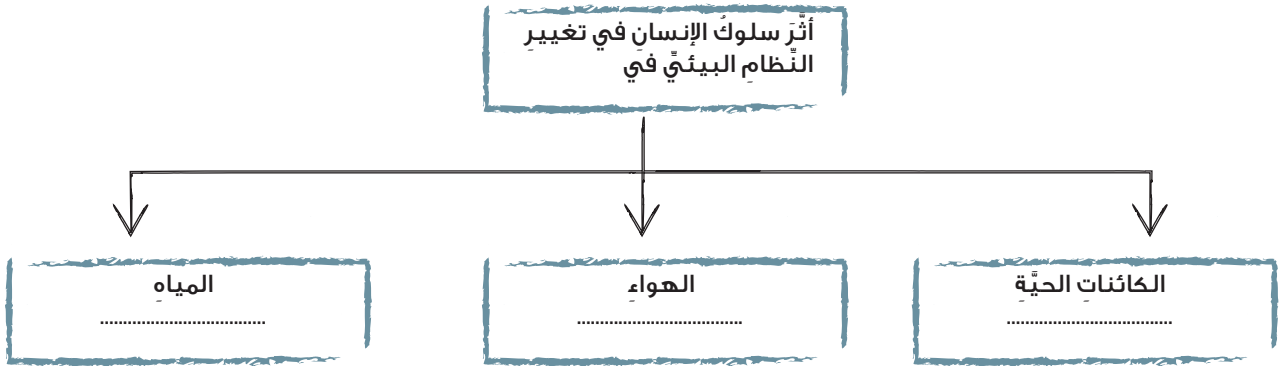 أثَّرَ سلوكُ الإنسانِ في تغييرِ
النِّظامِ البيئيِّ في
الكائناتِ الحيَّةِ
....................................
الهواءِ
....................................
المياهِ
....................................